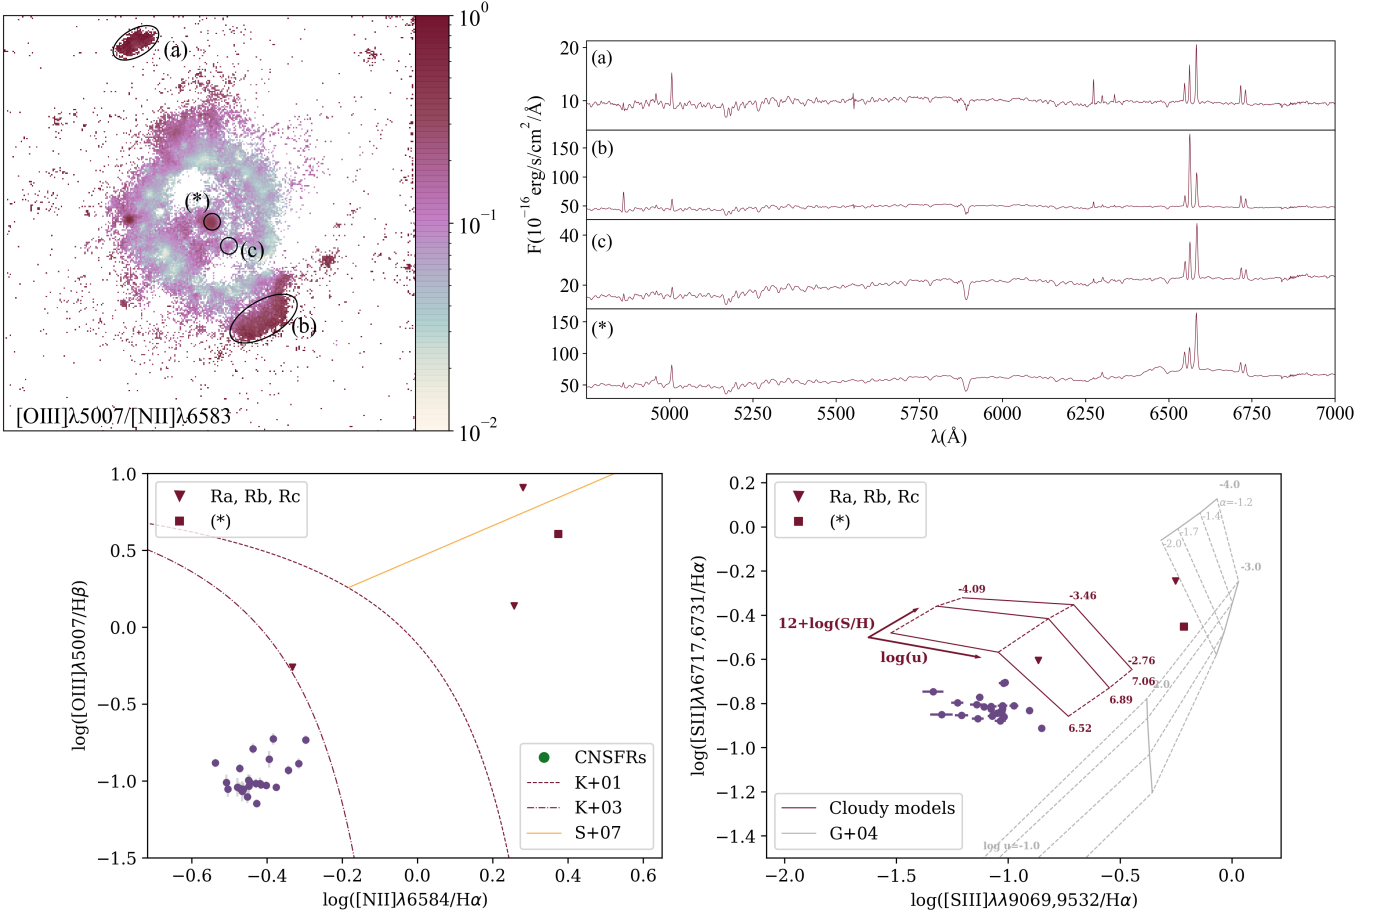 (a)
(*)
(c)
(b)
[OIII]λ5007/[NII]λ6583
10⁰
10⁻¹
10⁻²
(a)
(b)
(c)
(*)
20
10
150
100
50
40
20
150
100
50
F(10⁻¹⁶ erg/s/cm²/Å)
5000 5250 5500 5750 6000 6250 6500 6750 7000
λ(Å)
Ra, Rb, Rc
(*)
CNSFRs
K+01
K+03
S+07
1.0
0.5
0.0
−0.5
−1.0
−1.5
log([OIII]λ5007/Hβ)
−0.6 −0.4 −0.2 0.0 0.2 0.4 0.6
log([NII]λ6584/Hα)
Ra, Rb, Rc
(*)
-4.0
α=-1.2
-1.4
-1.7
-2.0
-3.0
-4.09
-3.46
12+log(S/H)
log(u)
-2.76
7.06
6.89
6.52
log u=-1.0
Cloudy models
G+04
0.2
0.0
−0.2
−0.4
−0.6
−0.8
−1.0
−1.2
−1.4
log([SII]λλ6717,6731/Hα)
−2.0 −1.5 −1.0 −0.5 0.0
log([SIII]λλ9069,9532/Hα)